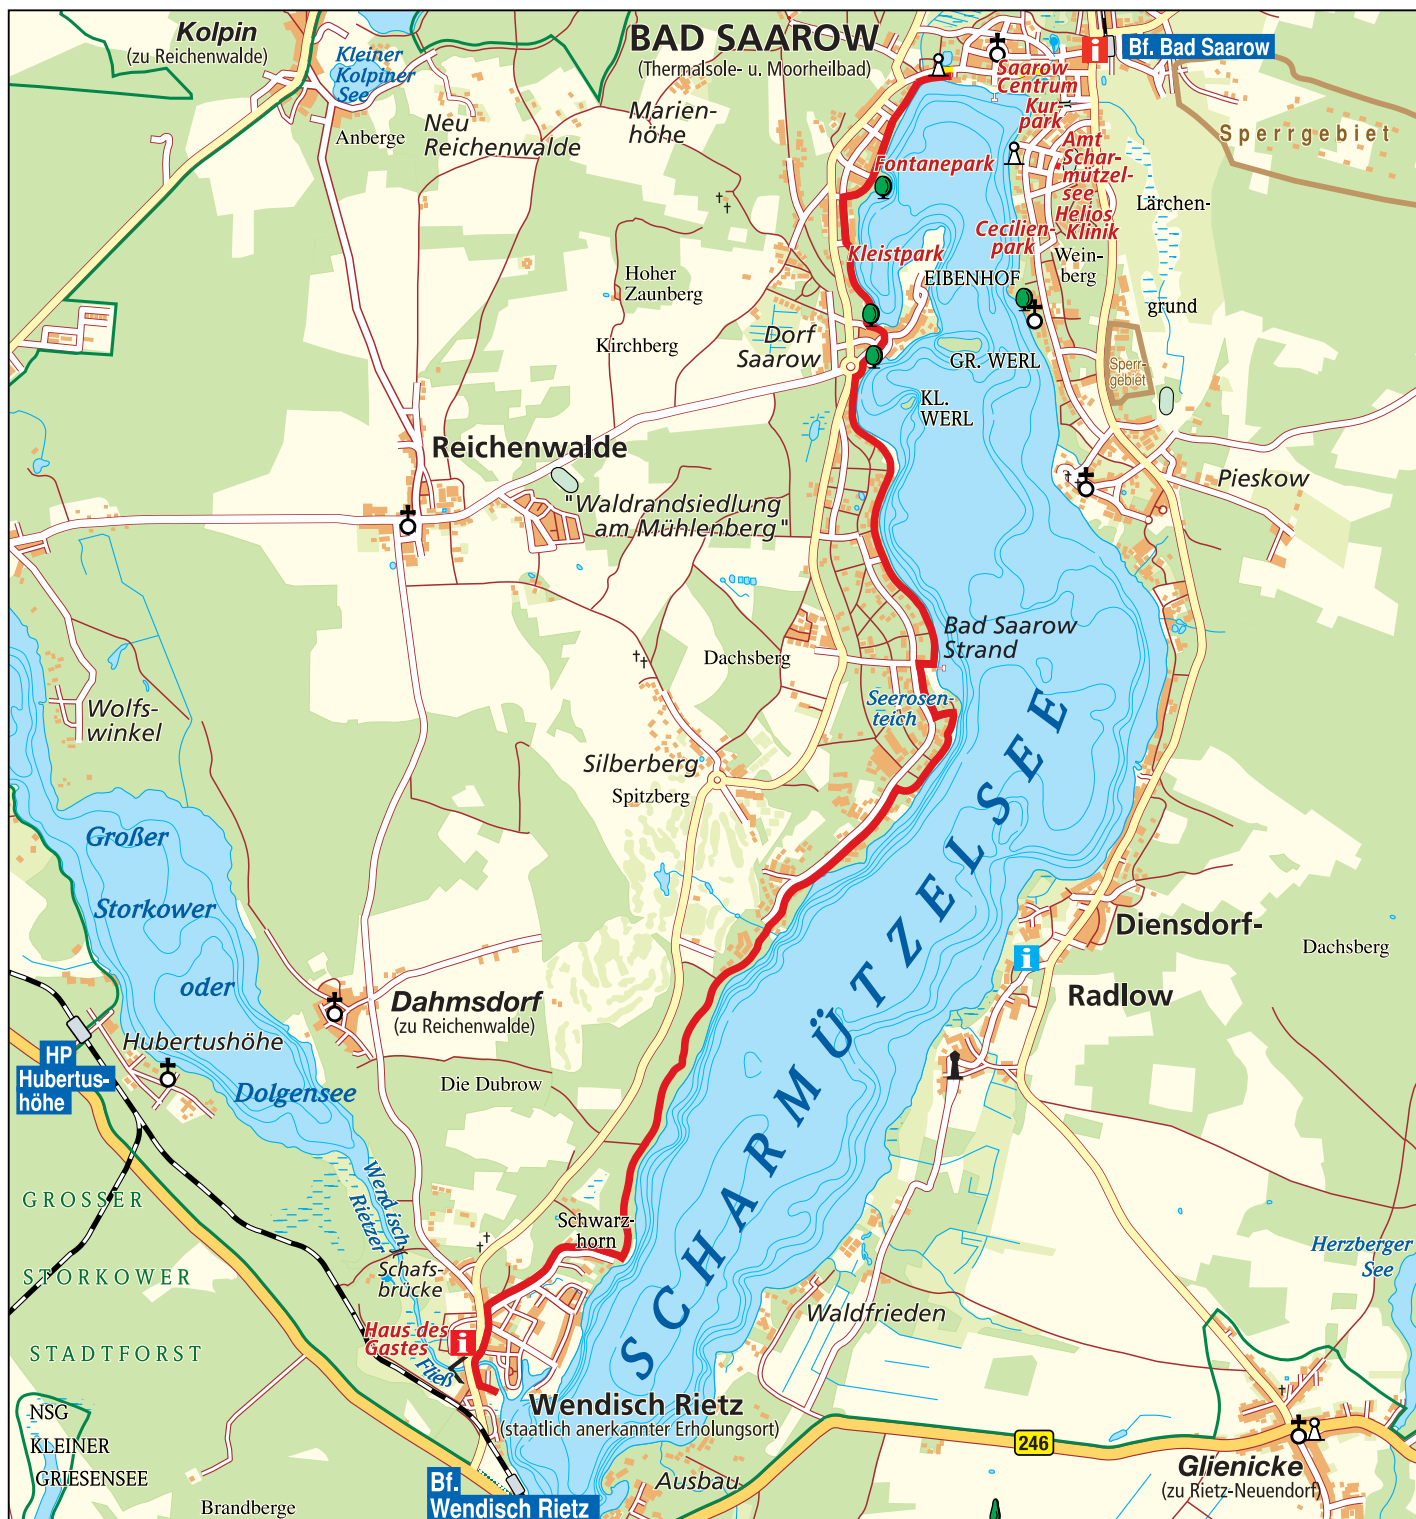 Kolpin
(zu Reichenwalde)
Kleiner
Kolpiner
See
BAD SAAROW
(Thermalsole- u. Moorheilbad)
Bf. Bad Saarow
Saarow
Centrum
Kur-
park
Sperrgebiet
Anberge
Neu
Reichenwalde
Marien-
höhe
Fontanepark
Amt
Schar-
mützel-
see
Helios
Klinik
Lärchen-
grund
Cecilien-
park
Kleistpark
Wein-
berg
Hoher
Zaunberg
EIBENHOF
Kirchberg
Dorf
Saarow
GR. WERL
Sperr-
gebiet
KL.
WERL
Reichenwalde
Pieskow
"Waldrandsiedlung
am Mühlenberg"
Bad Saarow
Strand
Dachsberg
Seerosen-
teich
Wolfs-
winkel
Silberberg
Spitzberg
SCHARMÜTZELSEE
Großer
Storkower
oder
Dolgensee
Diensdorf-
Radlow
Dachsberg
Dahmsdorf
(zu Reichenwalde)
Hubertushöhe
HP
Hubertus-
höhe
Die Dubrow
Wendisch
Rietzer
Fließ
GROSSER
STORKOWER
STADTFORST
Schwarz-
horn
Schafs-
brücke
Herzberger
See
Waldfrieden
Haus des
Gastes
NSG
KLEINER
GRIESENSEE
Wendisch Rietz
(staatlich anerkannter Erholungsort)
246
Glienicke
(zu Rietz-Neuendorf)
Ausbau
Bf.
Wendisch Rietz
Brandberge